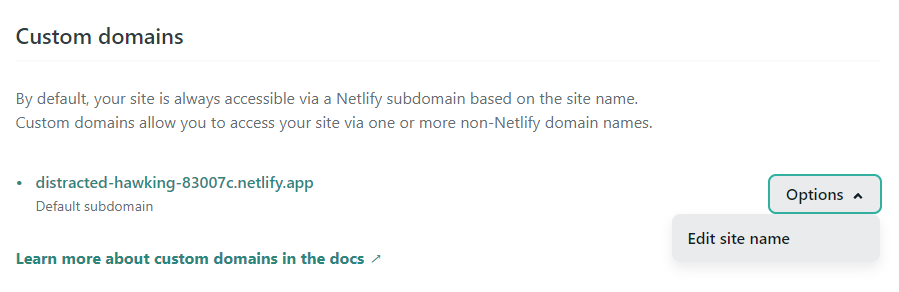 Custom domains
By default, your site is always accessible via a Netlify subdomain based on the site name.
Custom domains allow you to access your site via one or more non-Netlify domain names.
distracted-hawking-83007c.netlify.app
Default subdomain
Options
Edit site name
Learn more about custom domains in the docs ↗